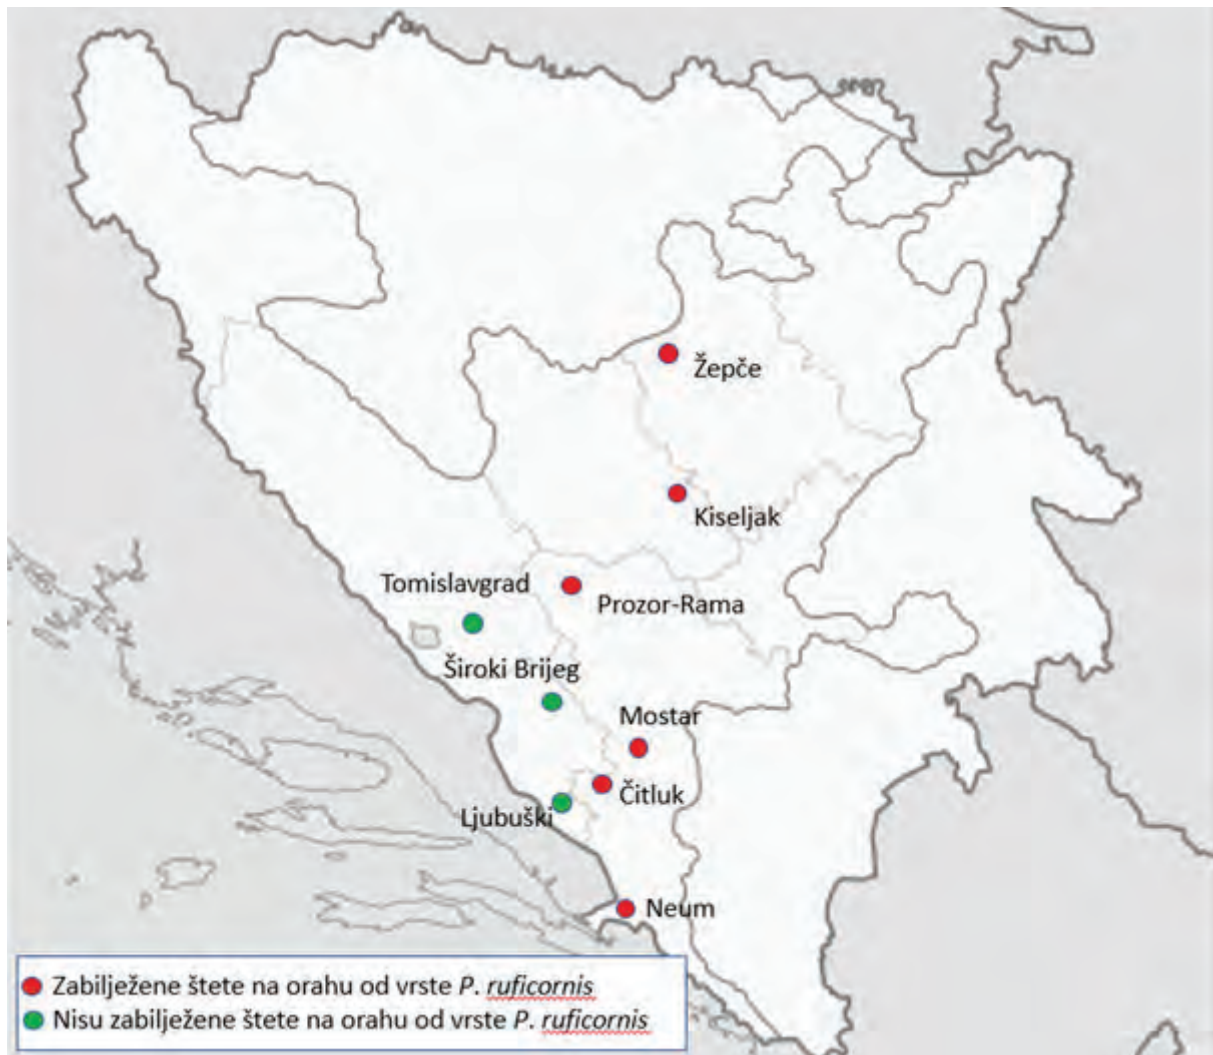 Žepče
Kiseljak
Tomislavgrad
Prozor-Rama
Široki Brijeg
Mostar
Čitluk
Ljubuški
Neum
Zabilježene štete na orahu od vrste P. ruficornis
Nisu zabilježene štete na orahu od vrste P. ruficornis